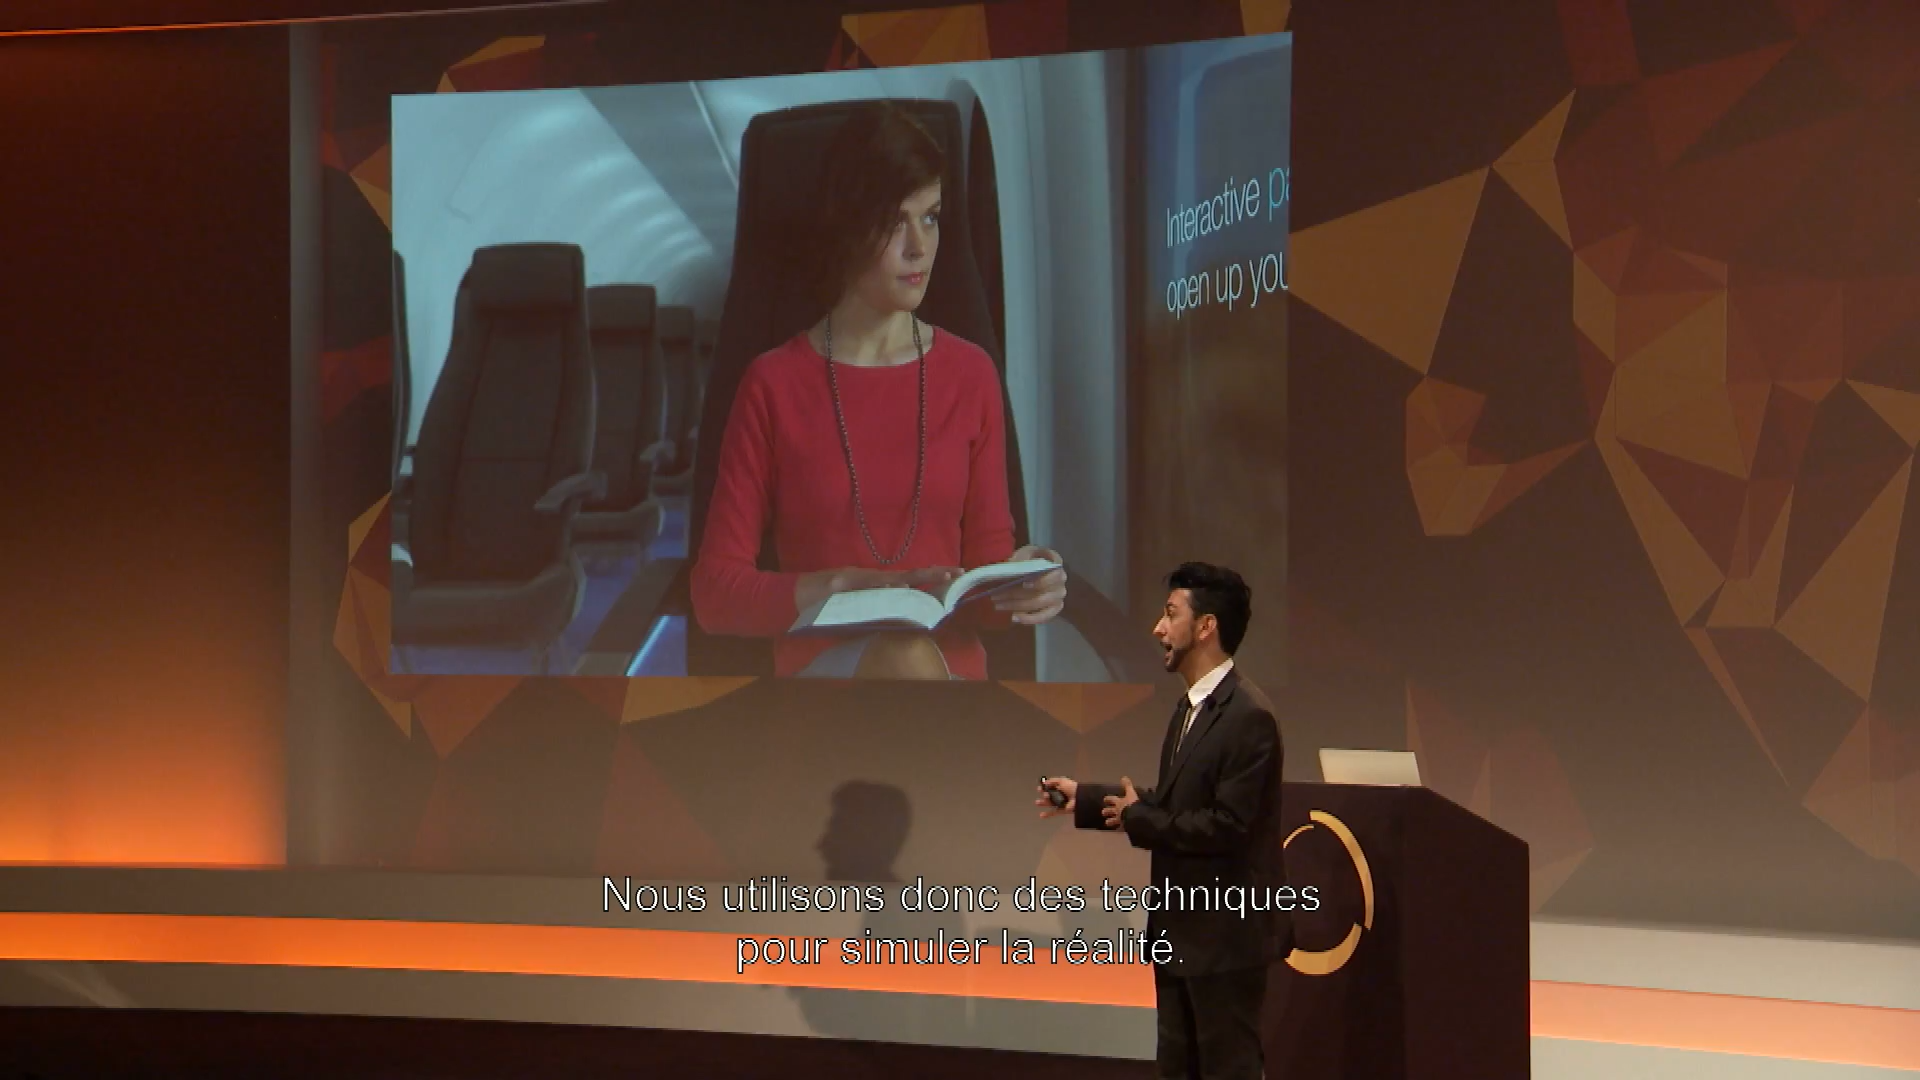 Interactive
open up
Nous utilisons donc des techniques
pour simuler la réalité.